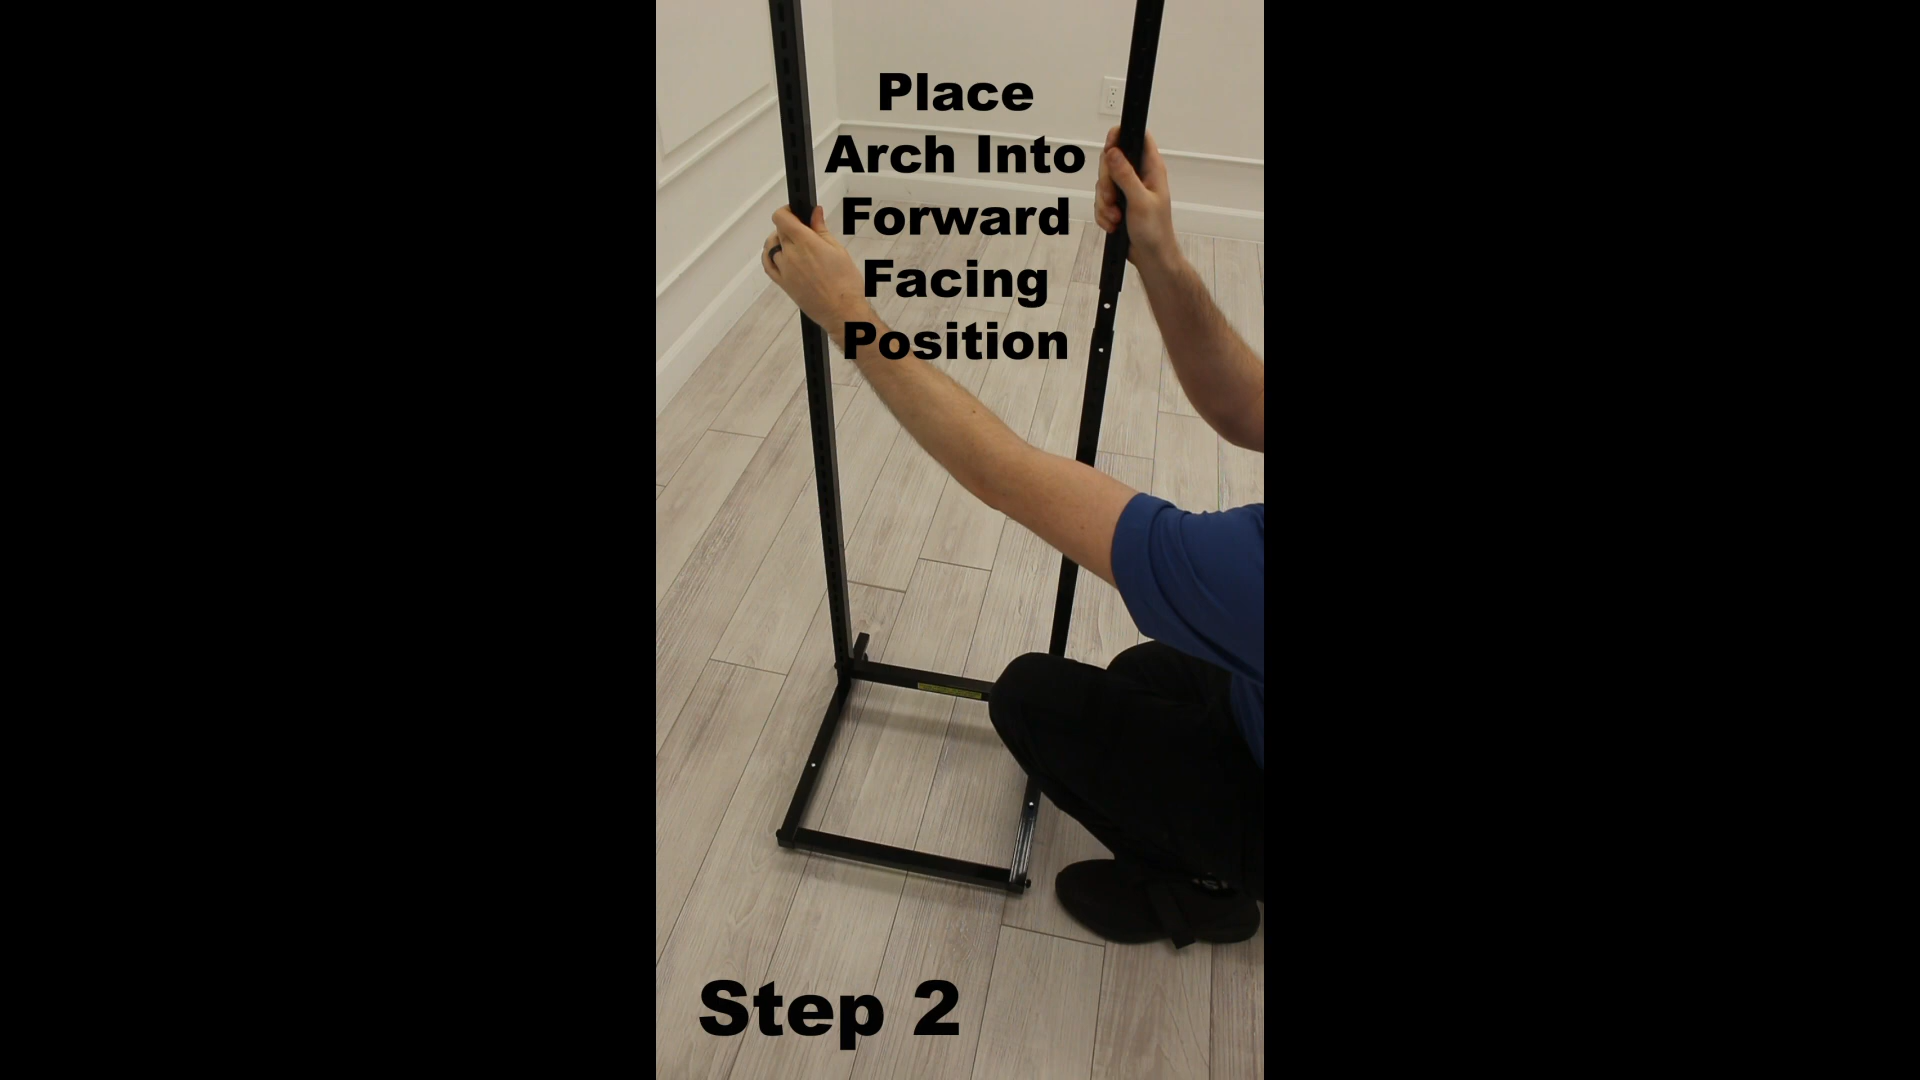 Place
Arch Into
Forward
Facing
Position
Step 2